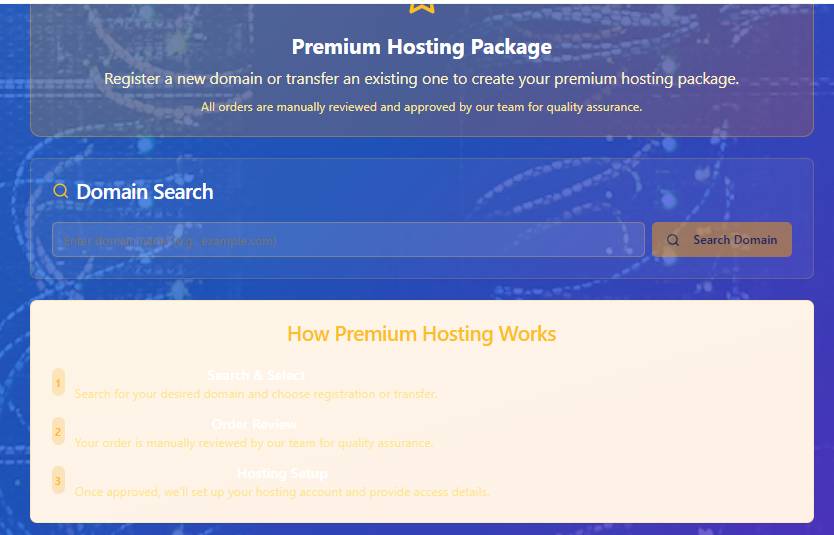 Premium Hosting Package
Register a new domain or transfer an existing one to create your premium hosting package.
All orders are manually reviewed and approved by our team for quality assurance.
Domain Search
Enter domain name (e.g., example.com)
Search Domain
How Premium Hosting Works
1
Search & Select
Search for your desired domain and choose registration or transfer.
2
Order Review
Your order is manually reviewed by our team for quality assurance.
3
Hosting Setup
Once approved, we'll set up your hosting account and provide access details.